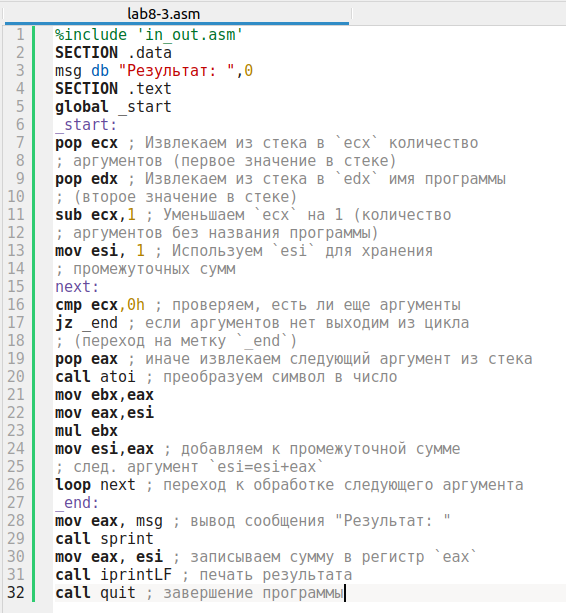 lab8-3.asm
1 %include 'in_out.asm'
2 SECTION .data
3 msg db "Результат: ",0
4 SECTION .text
5 global _start
6 _start:
7 pop ecx ; Извлекаем из стека в `ecx` количество
8 ; аргументов (первое значение в стеке)
9 pop edx ; Извлекаем из стека в `edx` имя программы
10 ; (второе значение в стеке)
11 sub ecx,1 ; Уменьшаем `ecx` на 1 (количество
12 ; аргументов без названия программы)
13 mov esi, 1 ; Используем `esi` для хранения
14 ; промежуточных сумм
15 next:
16 cmp ecx,0h ; проверяем, есть ли еще аргументы
17 jz _end ; если аргументов нет выходим из цикла
18 ; (переход на метку `_end`)
19 pop eax ; иначе извлекаем следующий аргумент из стека
20 call atoi ; преобразуем символ в число
21 mov ebx,eax
22 mov eax,esi
23 mul ebx
24 mov esi,eax ; добавляем к промежуточной сумме
25 ; след. аргумент `esi=esi+eax`
26 loop next ; переход к обработке следующего аргумента
27 _end:
28 mov eax, msg ; вывод сообщения "Результат: "
29 call sprint
30 mov eax, esi ; записываем сумму в регистр `eax`
31 call iprintLF ; печать результата
32 call quit ; завершение программы